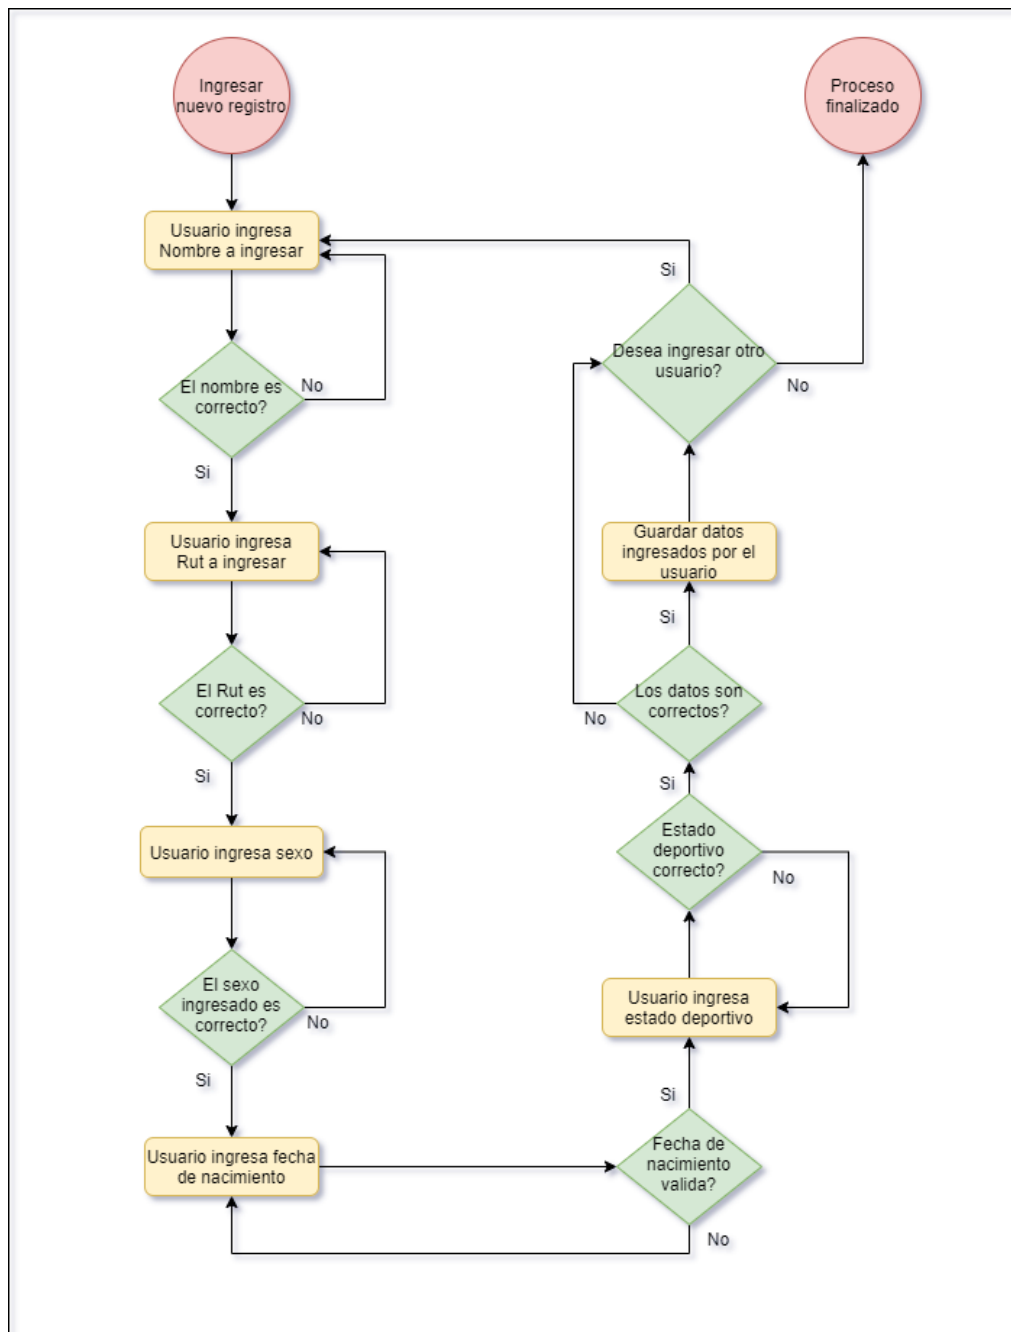 Ingresar
nuevo registro
Usuario ingresa
Nombre a ingresar
El nombre es
correcto?
No
Si
Usuario ingresa
Rut a ingresar
El Rut es
correcto?
No
Si
Usuario ingresa sexo
El sexo
ingresado es
correcto?
No
Si
Usuario ingresa fecha
de nacimiento
Fecha de
nacimiento
valida?
No
Si
Usuario ingresa
estado deportivo
Estado
deportivo
correcto?
No
Si
Los datos son
correctos?
No
Si
Guardar datos
ingresados por el
usuario
Desea ingresar otro
usuario?
Si
No
Proceso
finalizado